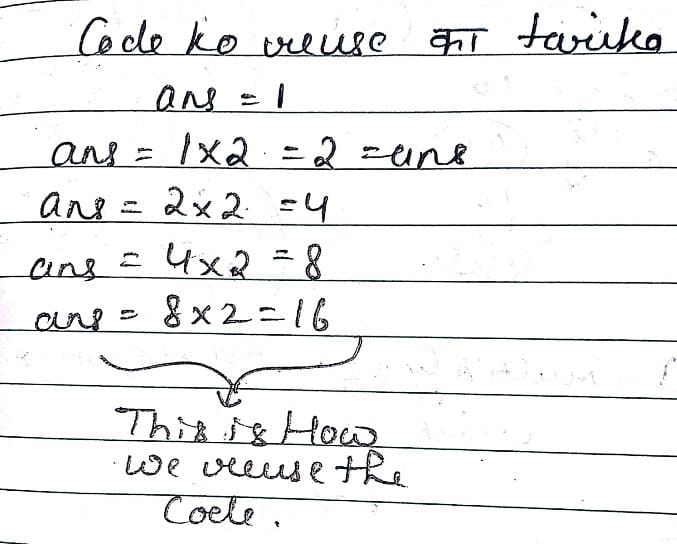 Code ko reuse का tarika
ans = 1
ans = 1x2 = 2 = ans
ans = 2x2 = 4
ans = 4x2 = 8
ans = 8x2 = 16
This is How
we reuse the
Code.